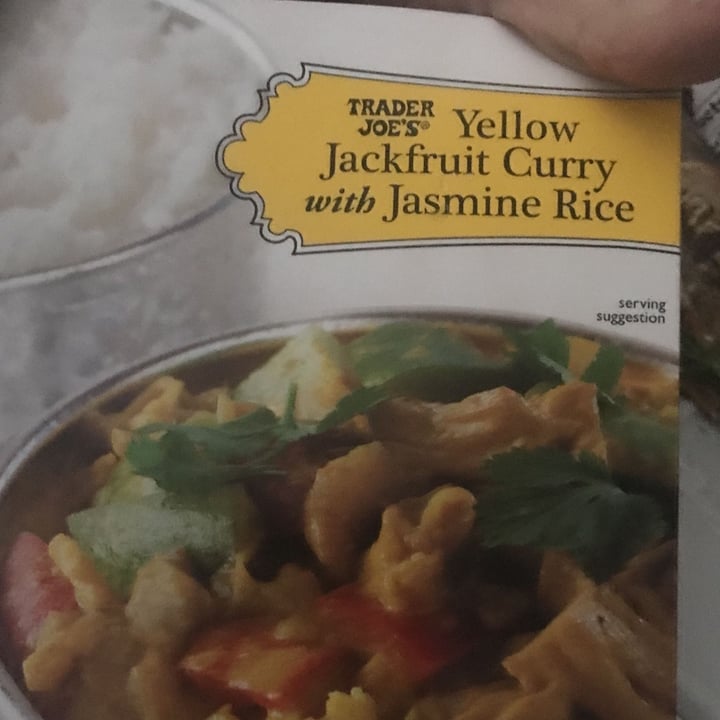 TRADER
JOE'S® Yellow
Jackfruit Curry
with Jasmine Rice
serving
suggestion